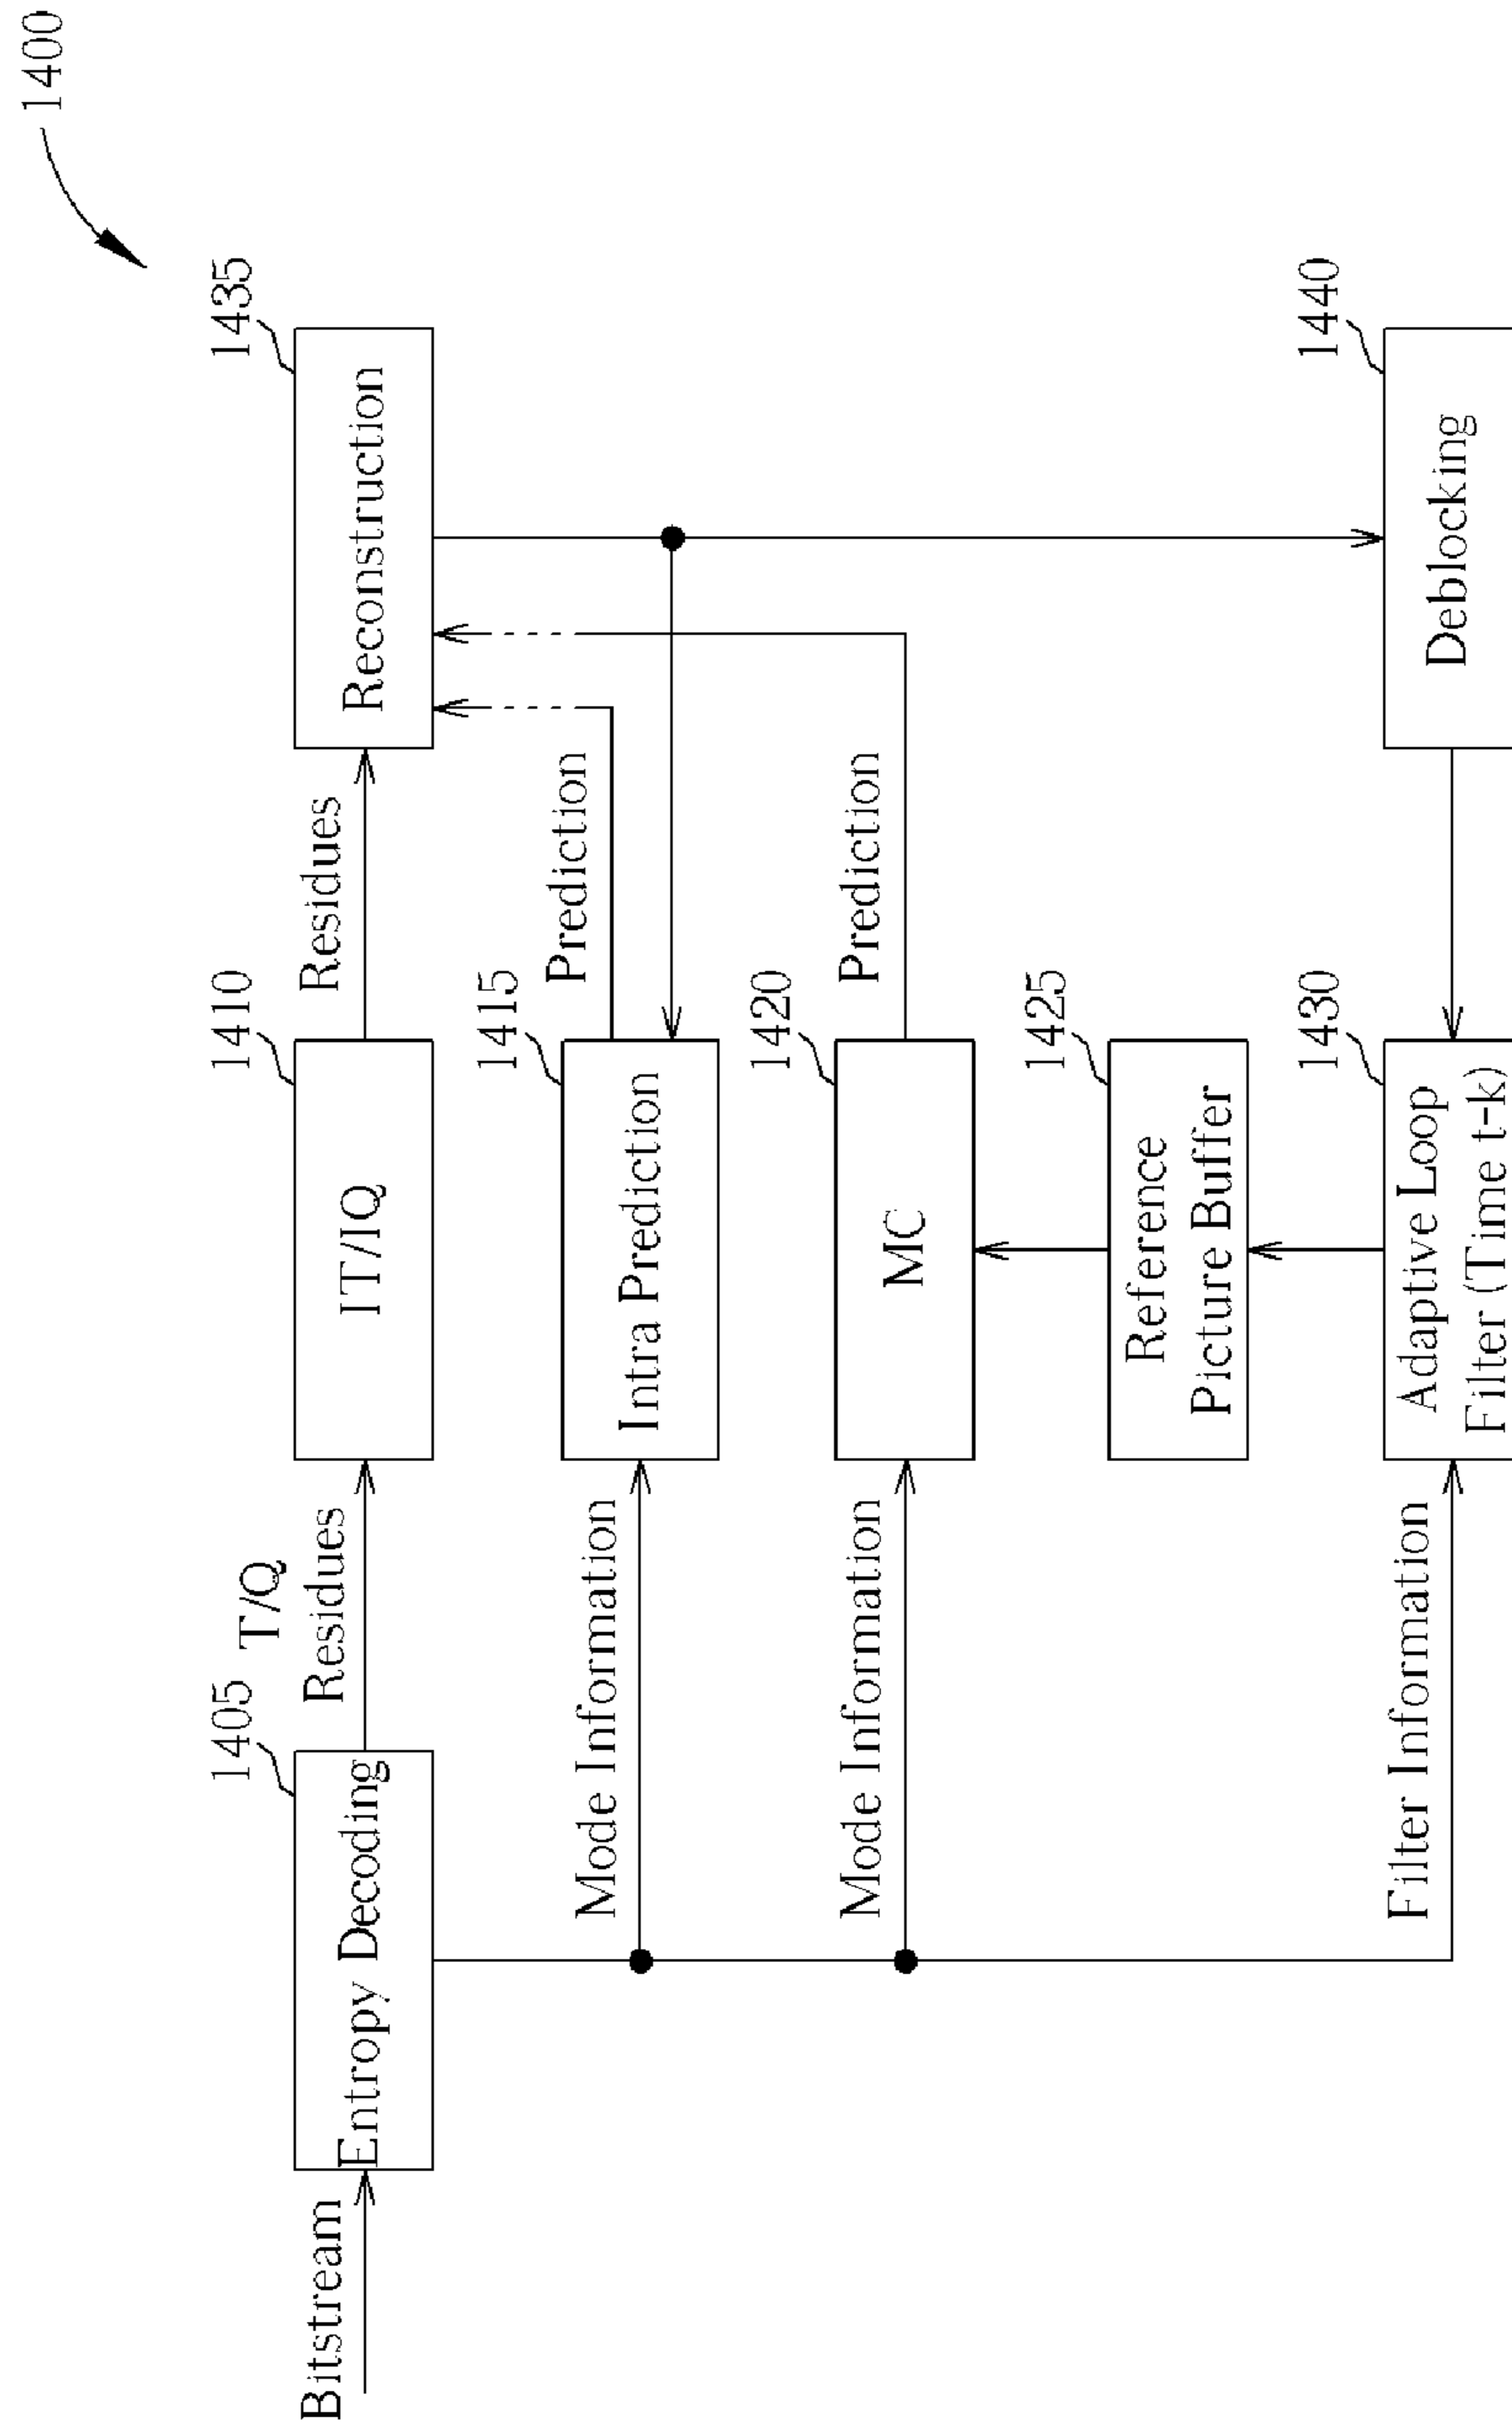 1400
1405
T/Q
Residues
1410
Residues
1435
Bitstream
Entropy Decoding
IT/IQ
Reconstruction
1415
Prediction
Mode Information
Intra Prediction
1420
Prediction
Mode Information
MC
1425
Reference
Picture Buffer
1430
1440
Filter Information
Adaptive Loop
Filter (Time t-k)
Deblocking